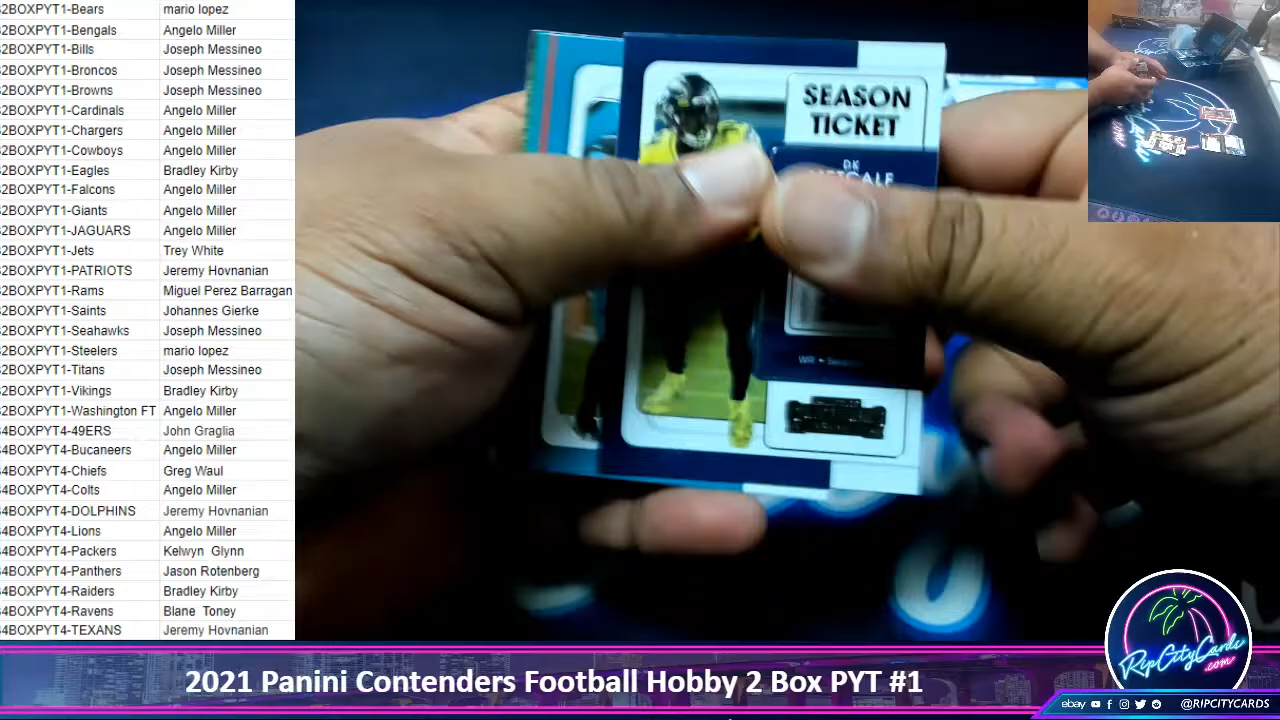 2BOXPYT1-Bears mario lopez
2BOXPYT1-Bengals Angelo Miller
2BOXPYT1-Bills Joseph Messineo
2BOXPYT1-Broncos Joseph Messineo
2BOXPYT1-Browns Joseph Messineo
2BOXPYT1-Cardinals Angelo Miller
2BOXPYT1-Chargers Angelo Miller
2BOXPYT1-Cowboys Angelo Miller
2BOXPYT1-Eagles Bradley Kirby
2BOXPYT1-Falcons Angelo Miller
2BOXPYT1-Giants Angelo Miller
2BOXPYT1-JAGUARS Angelo Miller
2BOXPYT1-Jets Trey White
2BOXPYT1-PATRIOTS Jeremy Hovnanian
2BOXPYT1-Rams Miguel Perez Barragan
2BOXPYT1-Saints Johannes Gierke
2BOXPYT1-Seahawks Joseph Messineo
2BOXPYT1-Steelers mario lopez
2BOXPYT1-Titans Joseph Messineo
2BOXPYT1-Vikings Bradley Kirby
2BOXPYT1-Washington FT Angelo Miller
4BOXPYT4-49ERS John Graglia
4BOXPYT4-Bucaneers Angelo Miller
4BOXPYT4-Chiefs Greg Waul
4BOXPYT4-Colts Angelo Miller
4BOXPYT4-DOLPHINS Jeremy Hovnanian
4BOXPYT4-Lions Angelo Miller
4BOXPYT4-Packers Kelwyn Glynn
4BOXPYT4-Panthers Jason Rotenberg
4BOXPYT4-Raiders Bradley Kirby
4BOXPYT4-Ravens Blane Toney
4BOXPYT4-TEXANS Jeremy Hovnanian
SEASON
TICKET
DK
METCALF
WR
RipCityCards
.com
2021 Panini Contenders Football Hobby 2 Box PYT #1
ebay @RIPCITYCARDS